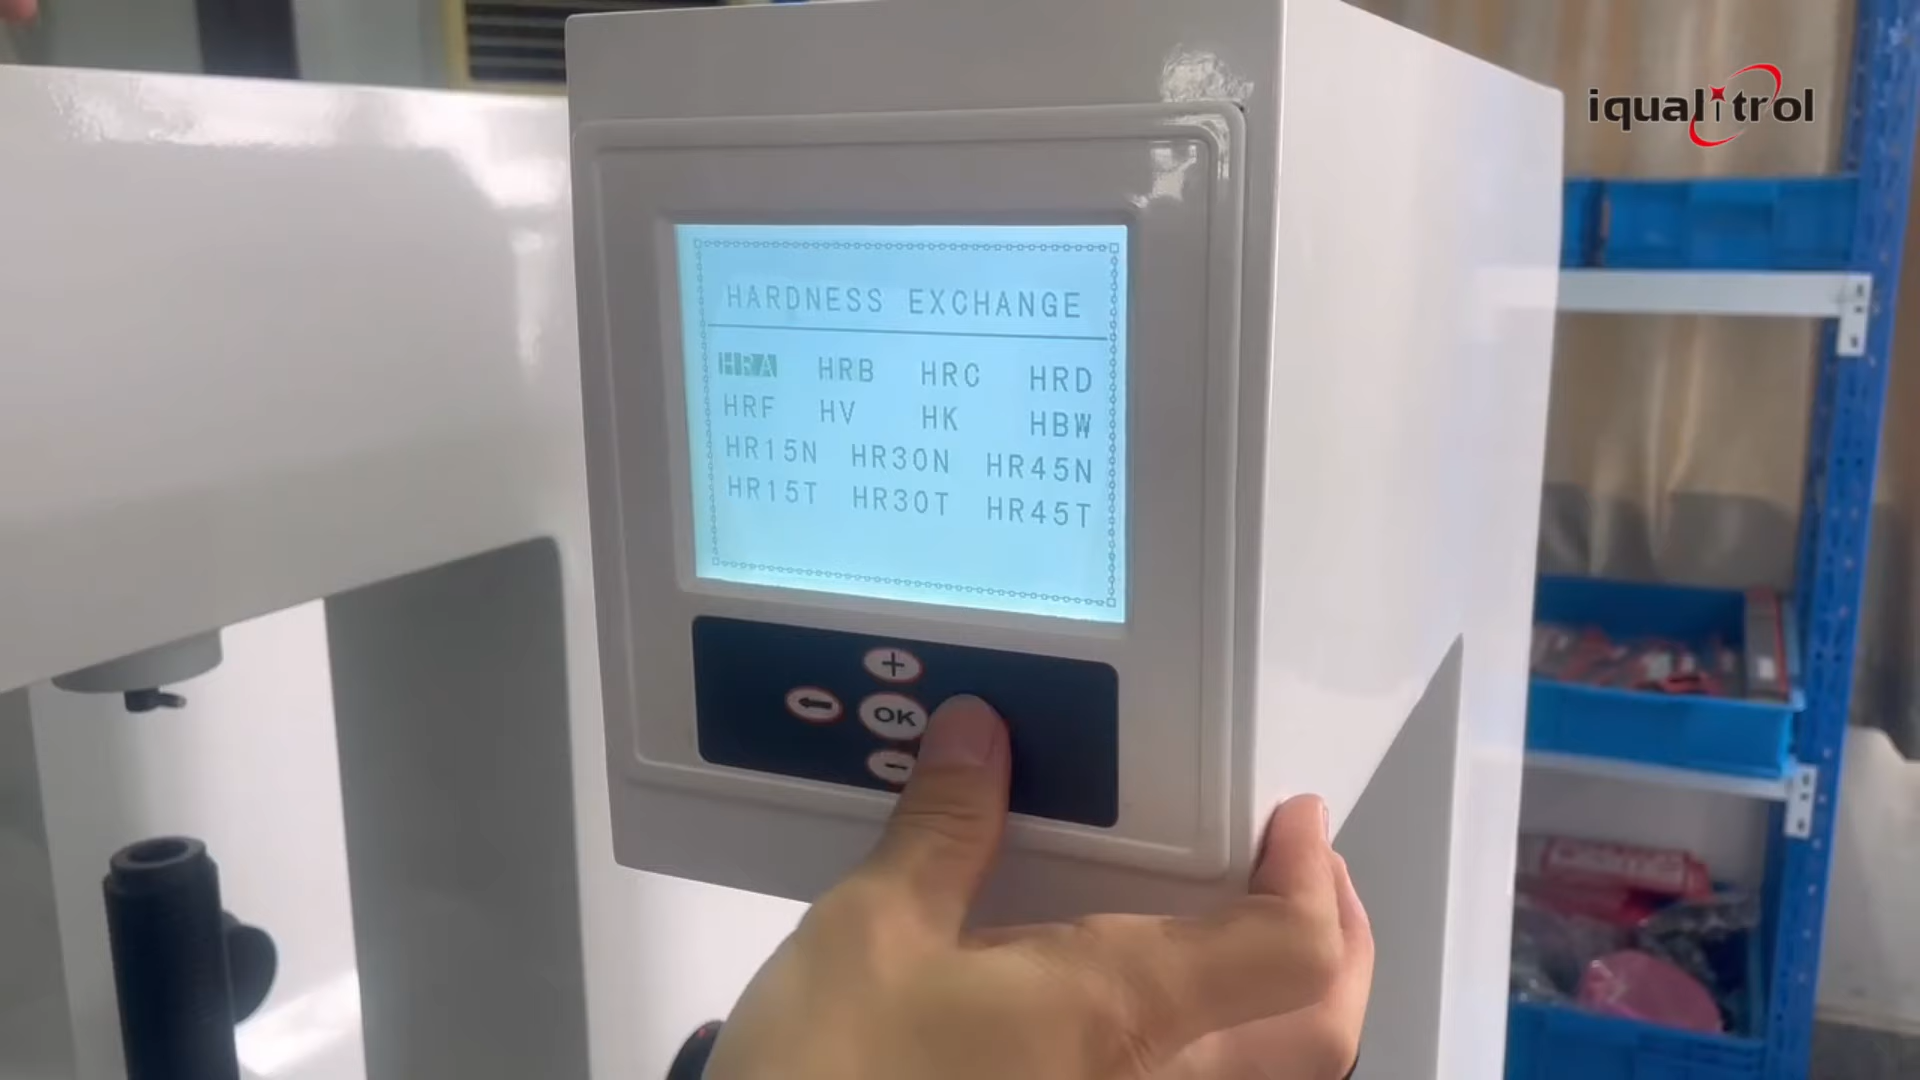 iqualitrol
HARDNESS EXCHANGE
HRA HRB HRC HRD
HRF HV HK HBW
HR15N HR30N HR45N
HR15T HR30T HR45T
+
OK
-